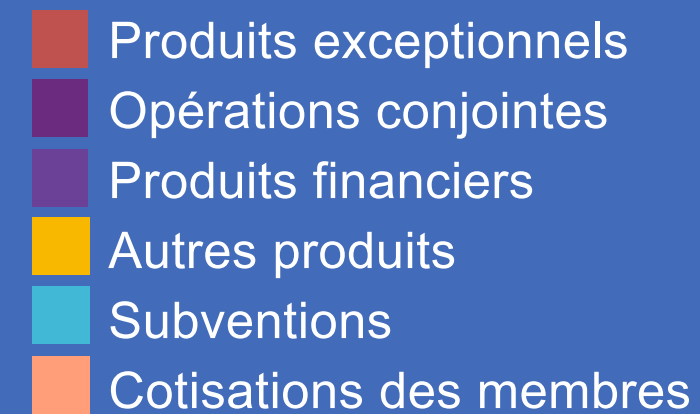 Produits exceptionnels
Opérations conjointes
Produits financiers
Autres produits
Subventions
Cotisations des membres